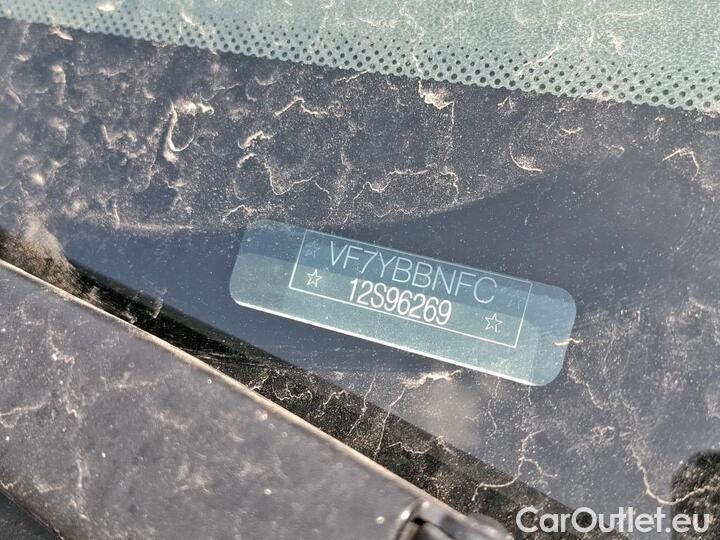 ☆ VF7YBBNFC ☆
☆ 12S96269 ☆
CarOutlet.eu